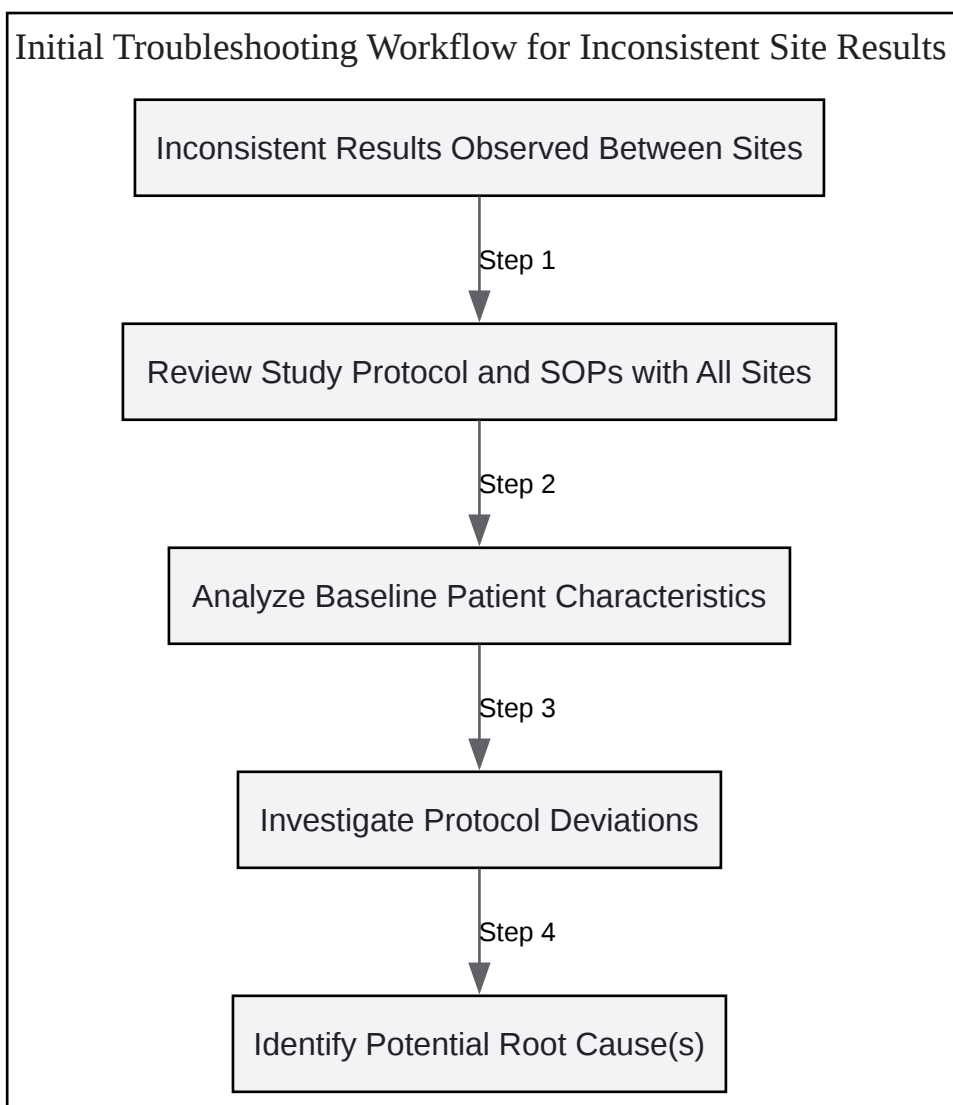 Initial Troubleshooting Workflow for Inconsistent Site Results
Inconsistent Results Observed Between Sites
Step 1
Review Study Protocol and SOPs with All Sites
Step 2
Analyze Baseline Patient Characteristics
Step 3
Investigate Protocol Deviations
Step 4
Identify Potential Root Cause(s)